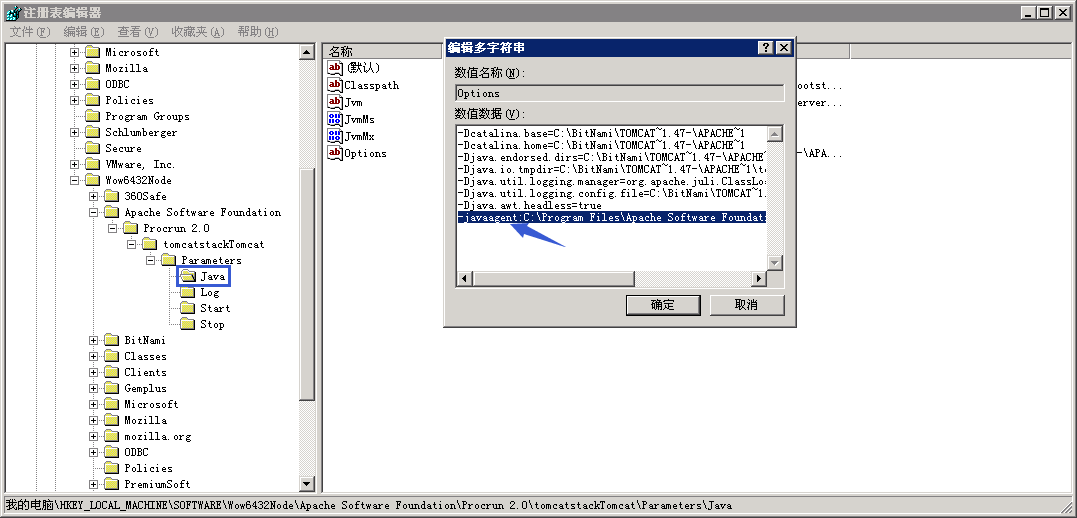 注册表编辑器
文件(F) 编辑(E) 查看(V) 收藏夹(A) 帮助(H)
Microsoft
Mozilla
ODBC
Policies
Program Groups
Schlumberger
Secure
VMware, Inc.
Wow6432Node
360Safe
Apache Software Foundation
Procrun 2.0
tomcatstackTomcat
Parameters
Java
Log
Start
Stop
BitNami
Classes
Clients
Gemplus
Microsoft
Mozilla
mozilla.org
ODBC
Policies
PremiumSoft
名称
(默认)
Classpath
ootst...
Jvm
erver...
JvmMs
JvmMx
Options
-\APA...
编辑多字符串
数值名称(N):
Options
数值数据(V):
-Dcatalina.base=C:\BitNami\TOMCAT~1.47-\APACHE~1
-Dcatalina.home=C:\BitNami\TOMCAT~1.47-\APACHE~1
-Djava.endorsed.dirs=C:\BitNami\TOMCAT~1.47-\APA
-Djava.io.tmpdir=C:\BitNami\TOMCAT~1.47-\APACHE~1\t
-Djava.util.logging.manager=org.apache.juli.ClassLo
-Djava.util.logging.config.file=C:\BitNami\TOMCAT~1.
-Djava.awt.headless=true
-javaagent:C:\Program Files\Apache Software Foundati
确定
取消
我的电脑\HKEY_LOCAL_MACHINE\SOFTWARE\Wow6432Node\Apache Software Foundation\Procrun 2.0\tomcatstackTomcat\Parameters\Java